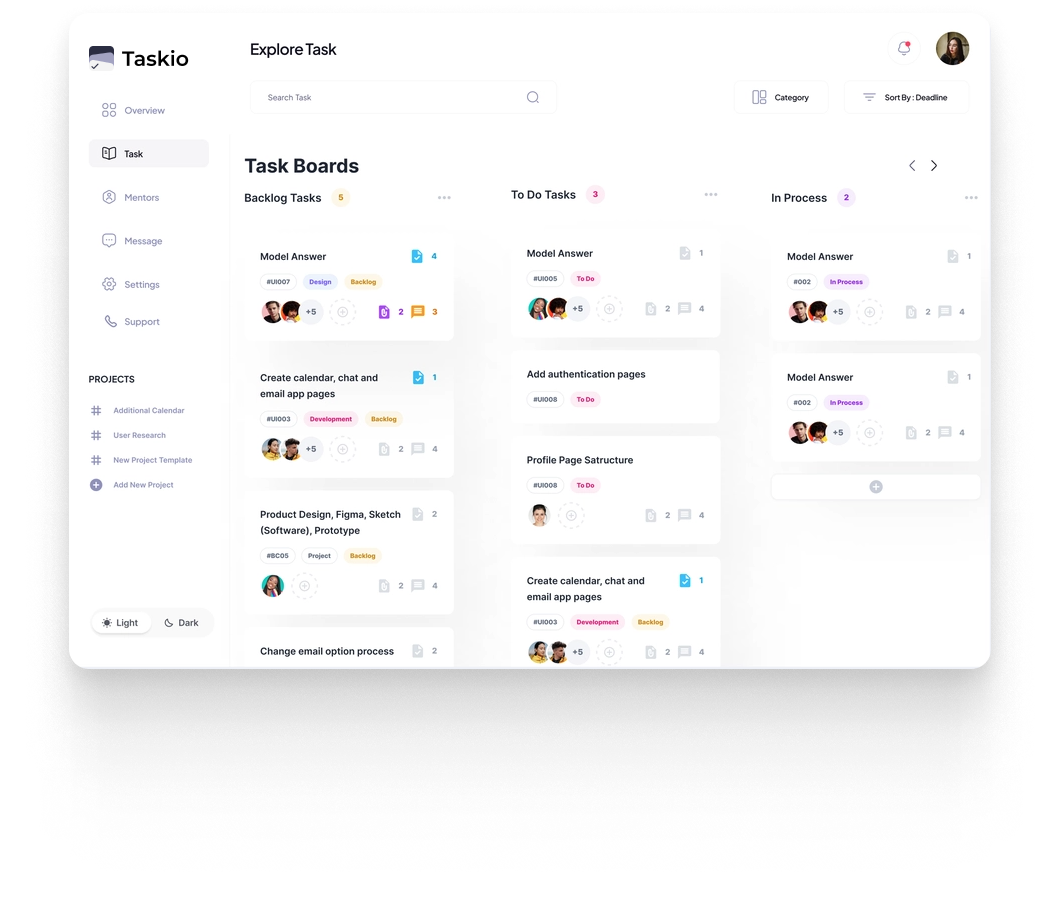 Taskio
Explore Task
Search Task
Category
Sort By : Deadline
Overview
Task
Mentors
Message
Settings
Support
PROJECTS
Additional Calendar
User Research
New Project Template
Add New Project
Light
Dark
Task Boards
Backlog Tasks
5
Model Answer
4
#UI007
Design
Backlog
+5
2
3
Create calendar, chat and
email app pages
1
#UI003
Development
Backlog
+5
2
4
Product Design, Figma, Sketch
(Software), Prototype
2
#BC05
Project
Backlog
2
4
Change email option process
2
To Do Tasks
3
Model Answer
1
#UI005
To Do
+5
2
4
Add authentication pages
#UI008
To Do
Profile Page Satructure
#UI008
To Do
2
4
Create calendar, chat and
email app pages
1
#UI003
Development
Backlog
+5
2
4
In Process
2
Model Answer
1
#002
In Process
+5
2
4
Model Answer
1
#002
In Process
+5
2
4